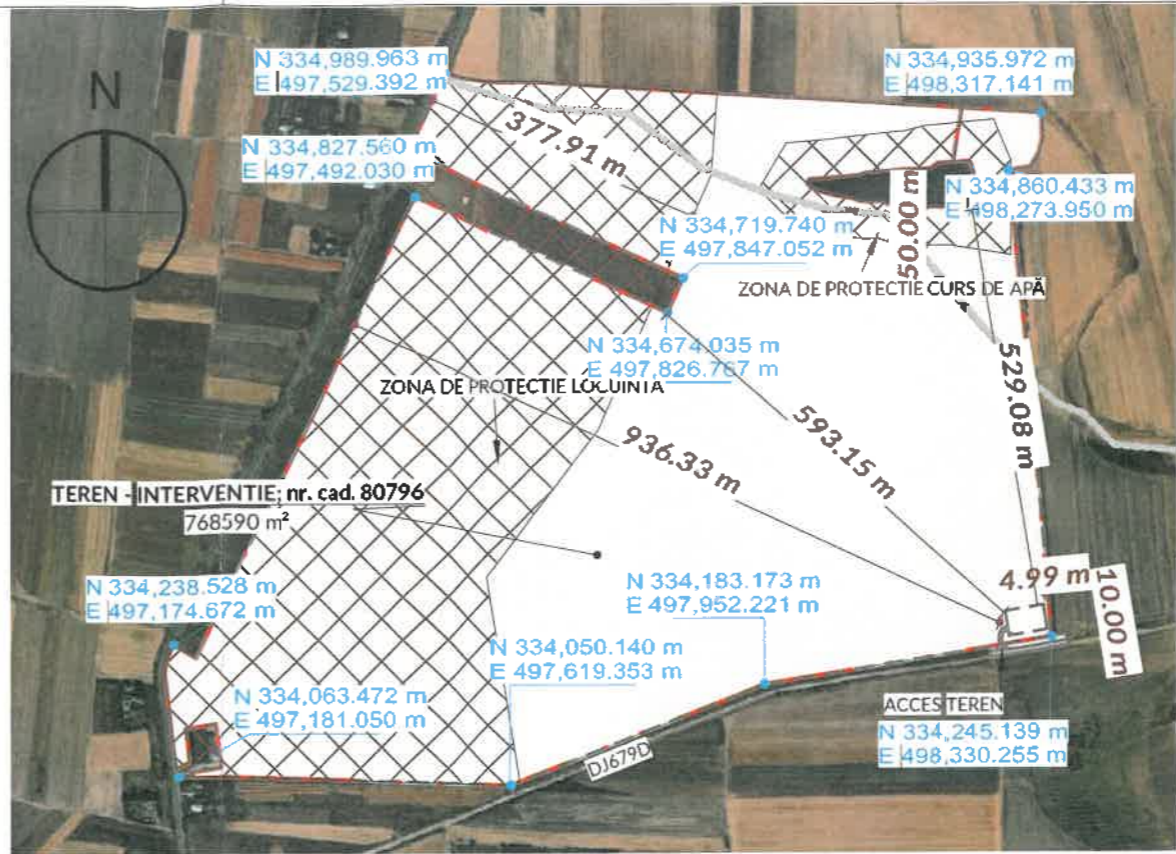 N 334,989.963 m
E 497,529.392 m
N 334,935.972 m
E 498,317.141 m
N
377.91 m
N 334,827.560 m
E 497,492.030 m
N 334,860.433 m
E 498,273.950 m
50.00 m
N 334,719.740 m
E 497,847.052 m
ZONA DE PROTECTIE CURS DE APĂ
N 334,674.035 m
E 497,826.767 m
529.08 m
ZONA DE PROTECTIE LOCUINTA
593.15 m
936.33 m
TEREN - INTERVENTIE; nr. cad. 80796
768590 m²
N 334,238.528 m
E 497,174.672 m
N 334,183.173 m
E 497,952.221 m
4.99 m
10.00 m
N 334,050.140 m
E 497,619.353 m
N 334,063.472 m
E 497,181.050 m
ACCES TEREN
N 334,245.139 m
E 498,330.255 m
DJ679D